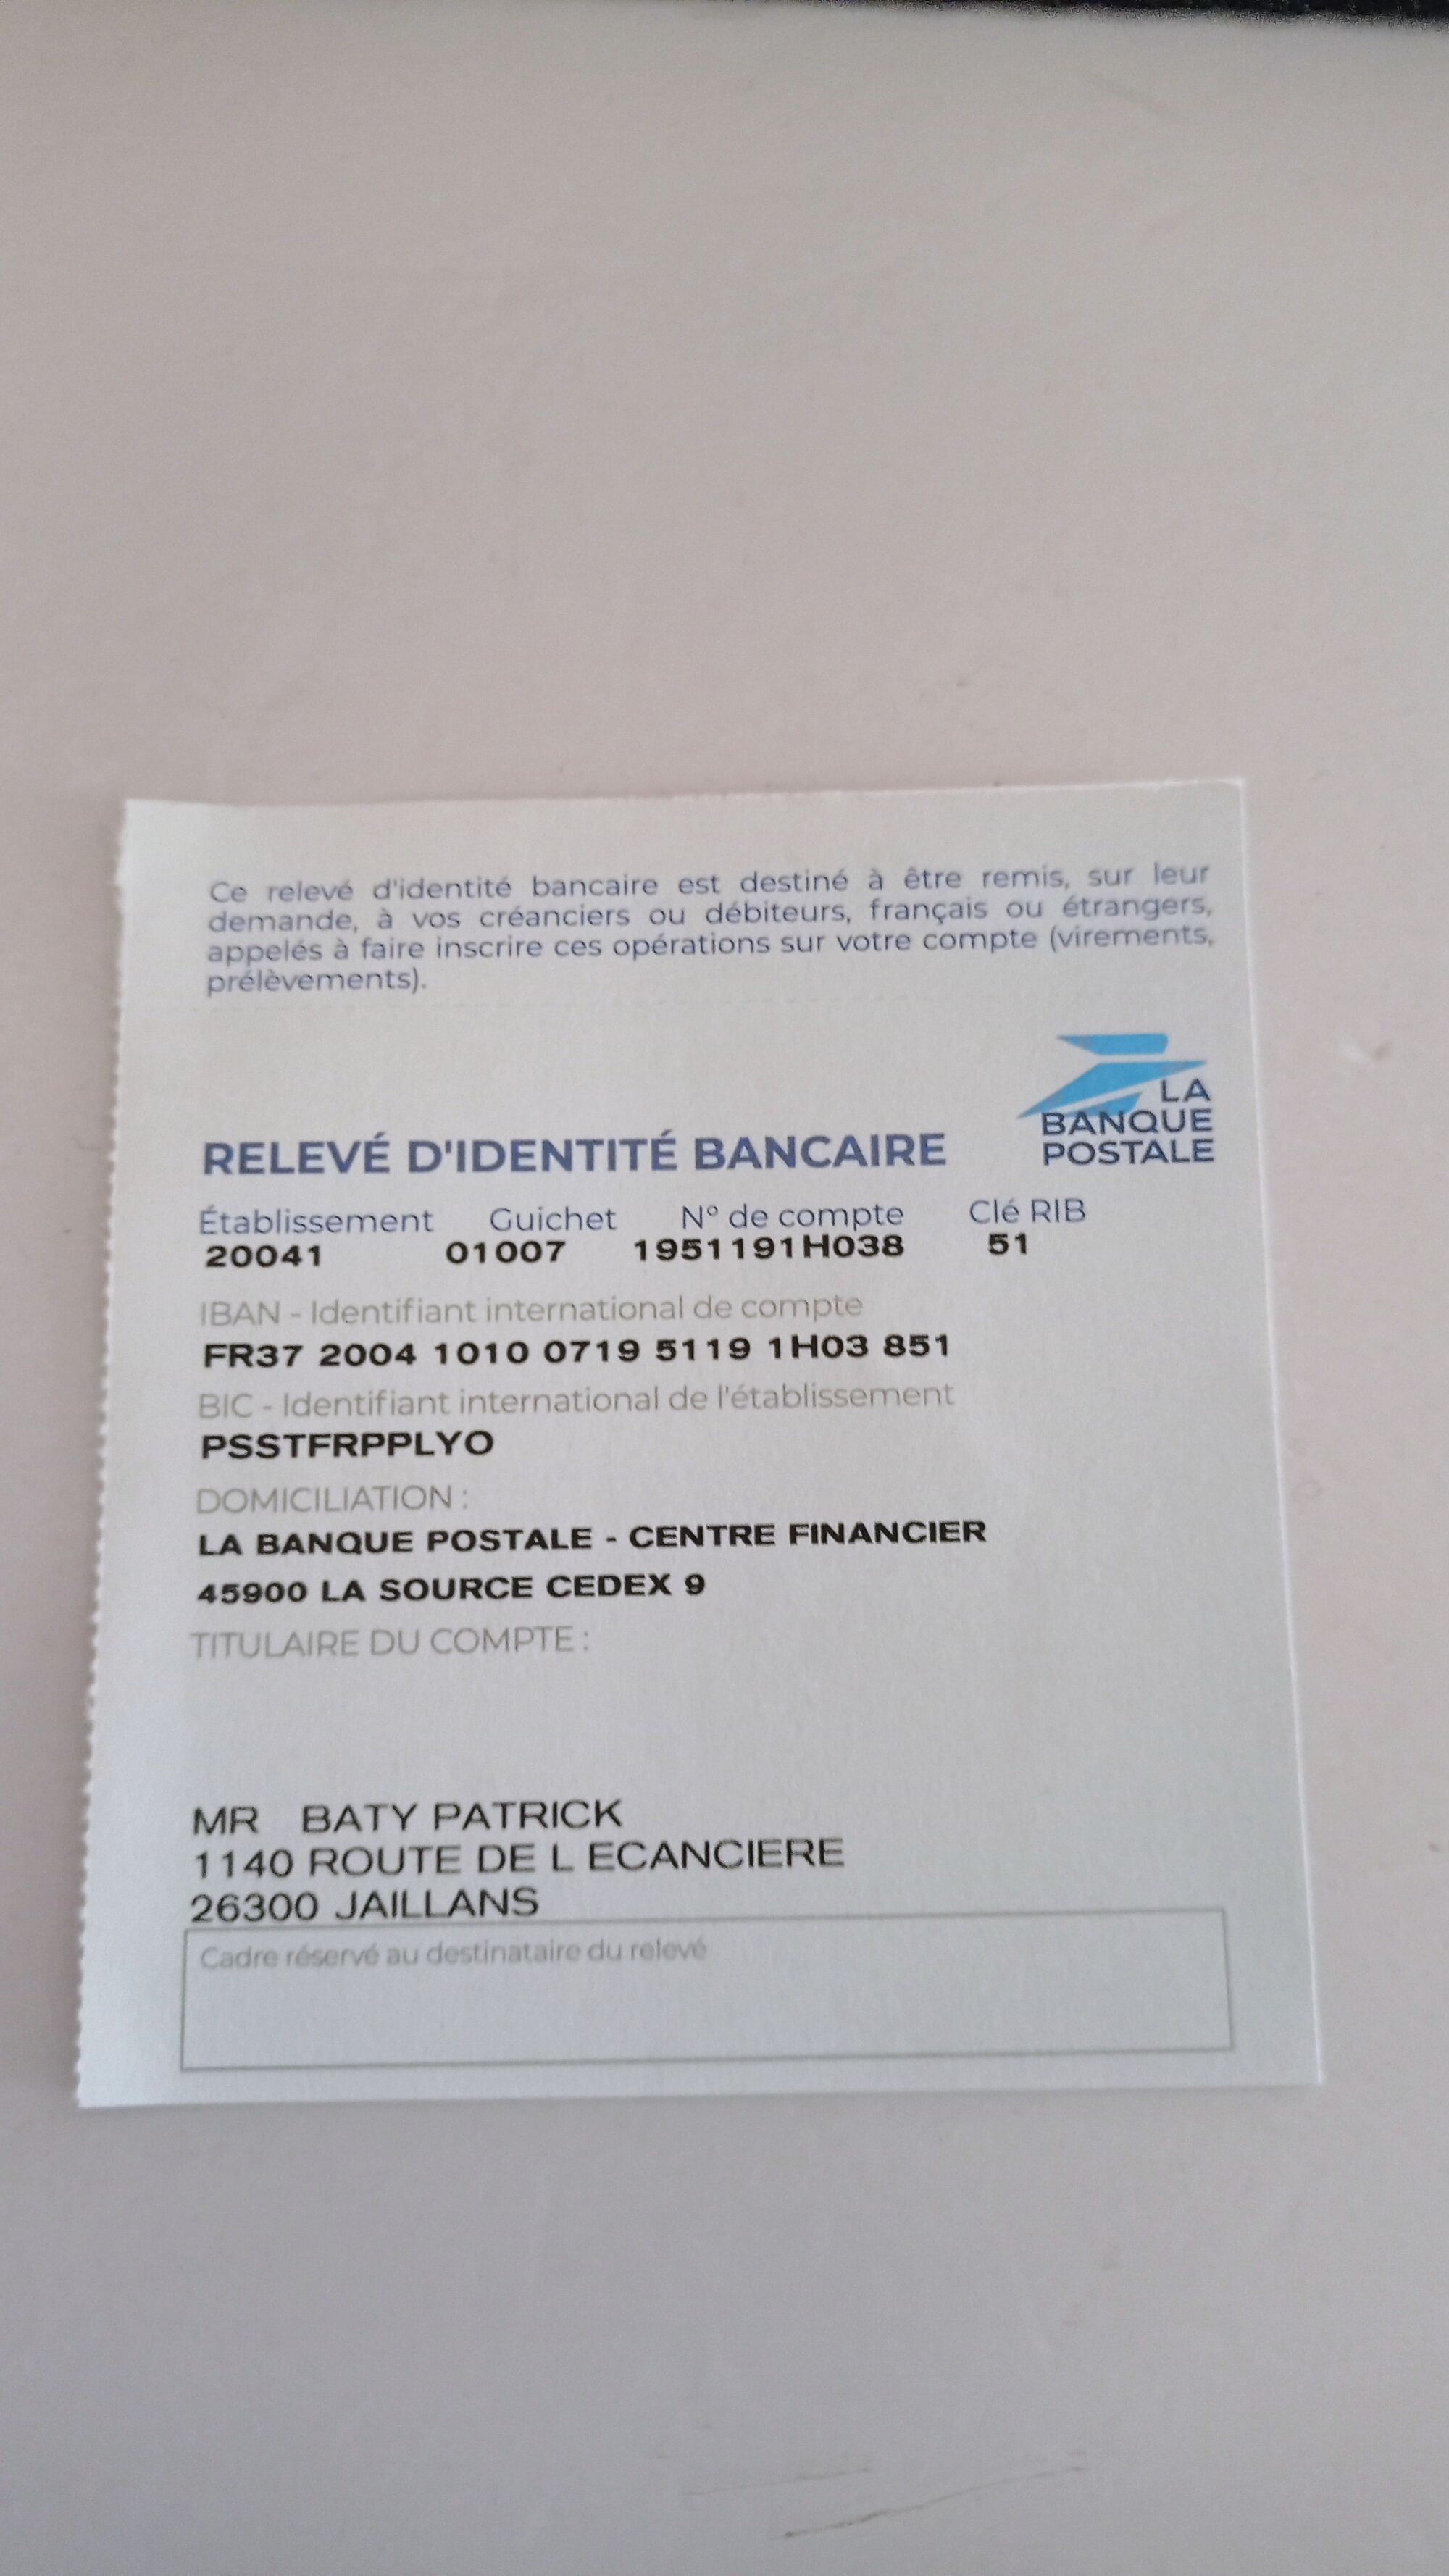 Ce relevé d'identité bancaire est destiné à être remis, sur leur
demande, à vos créanciers ou débiteurs, français ou étrangers,
appelés à faire inscrire ces opérations sur votre compte (virements,
prélèvements).
LA
BANQUE
POSTALE
RELEVÉ D'IDENTITÉ BANCAIRE
Établissement Guichet N° de compte Clé RIB
20041 01007 1951191H038 51
IBAN - Identifiant international de compte
FR37 2004 1010 0719 5119 1H03 851
BIC - Identifiant international de l'établissement
PSSTFRPPLYO
DOMICILIATION :
LA BANQUE POSTALE - CENTRE FINANCIER
45900 LA SOURCE CEDEX 9
TITULAIRE DU COMPTE :
MR BATY PATRICK
1140 ROUTE DE L ECANCIERE
26300 JAILLANS
Cadre réservé au destinataire du relevé